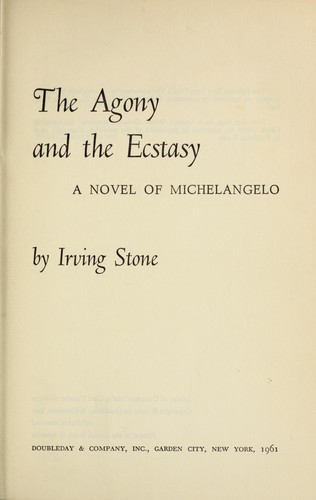 The Agony
and the Ecstasy
A NOVEL OF MICHELANGELO
by Irving Stone
DOUBLEDAY & COMPANY, INC., GARDEN CITY, NEW YORK, 1961